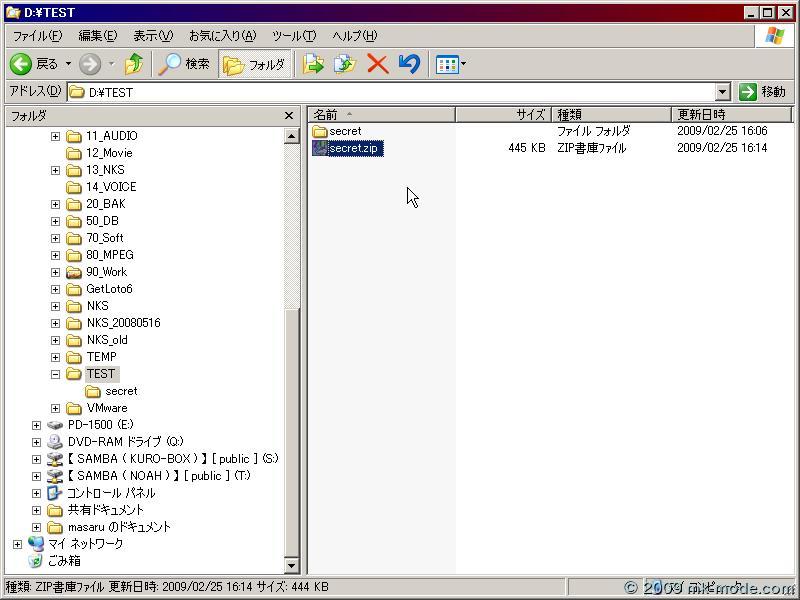 D:¥TEST
ファイル(F) 編集(E) 表示(V) お気に入り(A) ツール(T) ヘルプ(H)
戻る 検索 フォルダ
アドレス(D) D:¥TEST 移動
フォルダ
11_AUDIO
12_Movie
13_NKS
14_VOICE
20_BAK
50_DB
70_Soft
80_MPEG
90_Work
GetLoto6
NKS
NKS_20080516
NKS_old
TEMP
TEST
secret
VMware
PD-1500 (E:)
DVD-RAM ドライブ (Q:)
【 SAMBA ( KURO-BOX ) 】 [ public ] (S:)
【 SAMBA ( NOAH ) 】 [ public ] (T:)
コントロール パネル
共有ドキュメント
masaru のドキュメント
マイ ネットワーク
ごみ箱
名前 サイズ 種類 更新日時
secret ファイル フォルダ 2009/02/25 16:06
secret.zip 445 KB ZIP書庫ファイル 2009/02/25 16:14
種類: ZIP書庫ファイル 更新日時: 2009/02/25 16:14 サイズ: 444 KB
マイ コンピュータ
© 2009 mk-mode.com